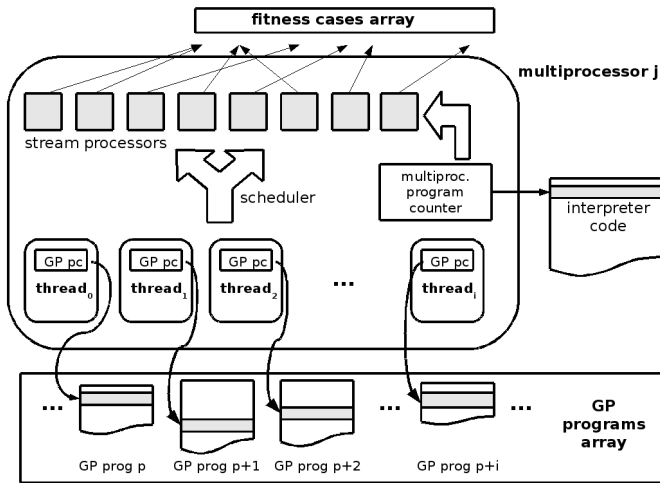 fitness cases array
multiprocessor j
stream processors
scheduler
multiproc.
program
counter
interpreter
code
GP pc
thread0
GP pc
thread1
GP pc
thread2
...
GP pc
threadi
...
GP prog p
GP prog p+1
GP prog p+2
...
GP prog p+i
...
GP
programs
array